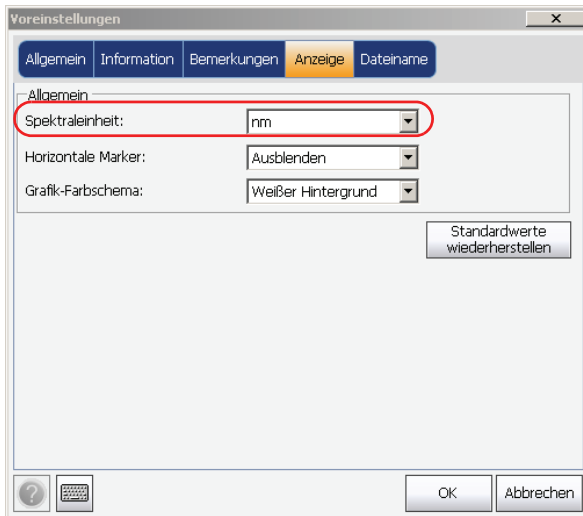 Voreinstellungen
Allgemein Information Bemerkungen Anzeige Dateiname
Allgemein
Spektraleinheit: nm
Horizontale Marker: Ausblenden
Grafik-Farbschema: Weißer Hintergrund
Standardwerte
wiederherstellen
OK Abbrechen